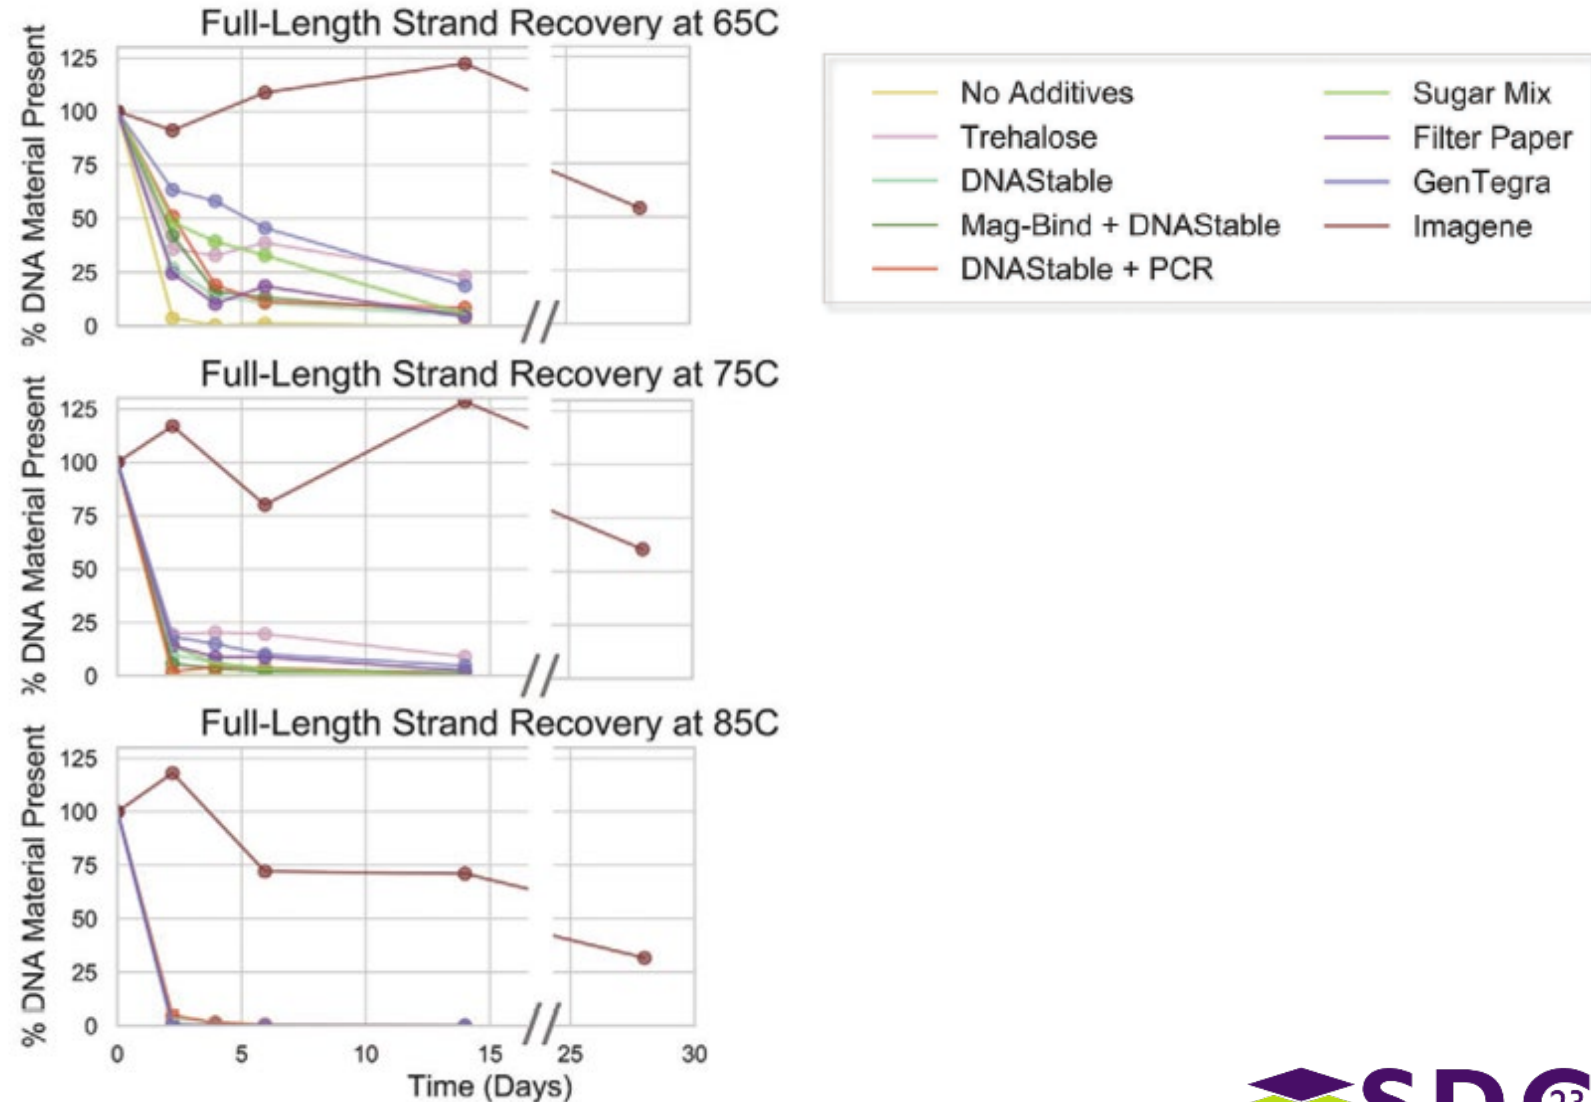 Full-Length Strand Recovery at 65C
% DNA Material Present
125
100
75
50
25
0
No Additives
Trehalose
DNAStable
Mag-Bind + DNAStable
DNAStable + PCR
Sugar Mix
Filter Paper
GenTegra
Imagene
Full-Length Strand Recovery at 75C
% DNA Material Present
125
100
75
50
25
0
Full-Length Strand Recovery at 85C
% DNA Material Present
125
100
75
50
25
0
0 5 10 15 25 30
Time (Days)
SDC
23